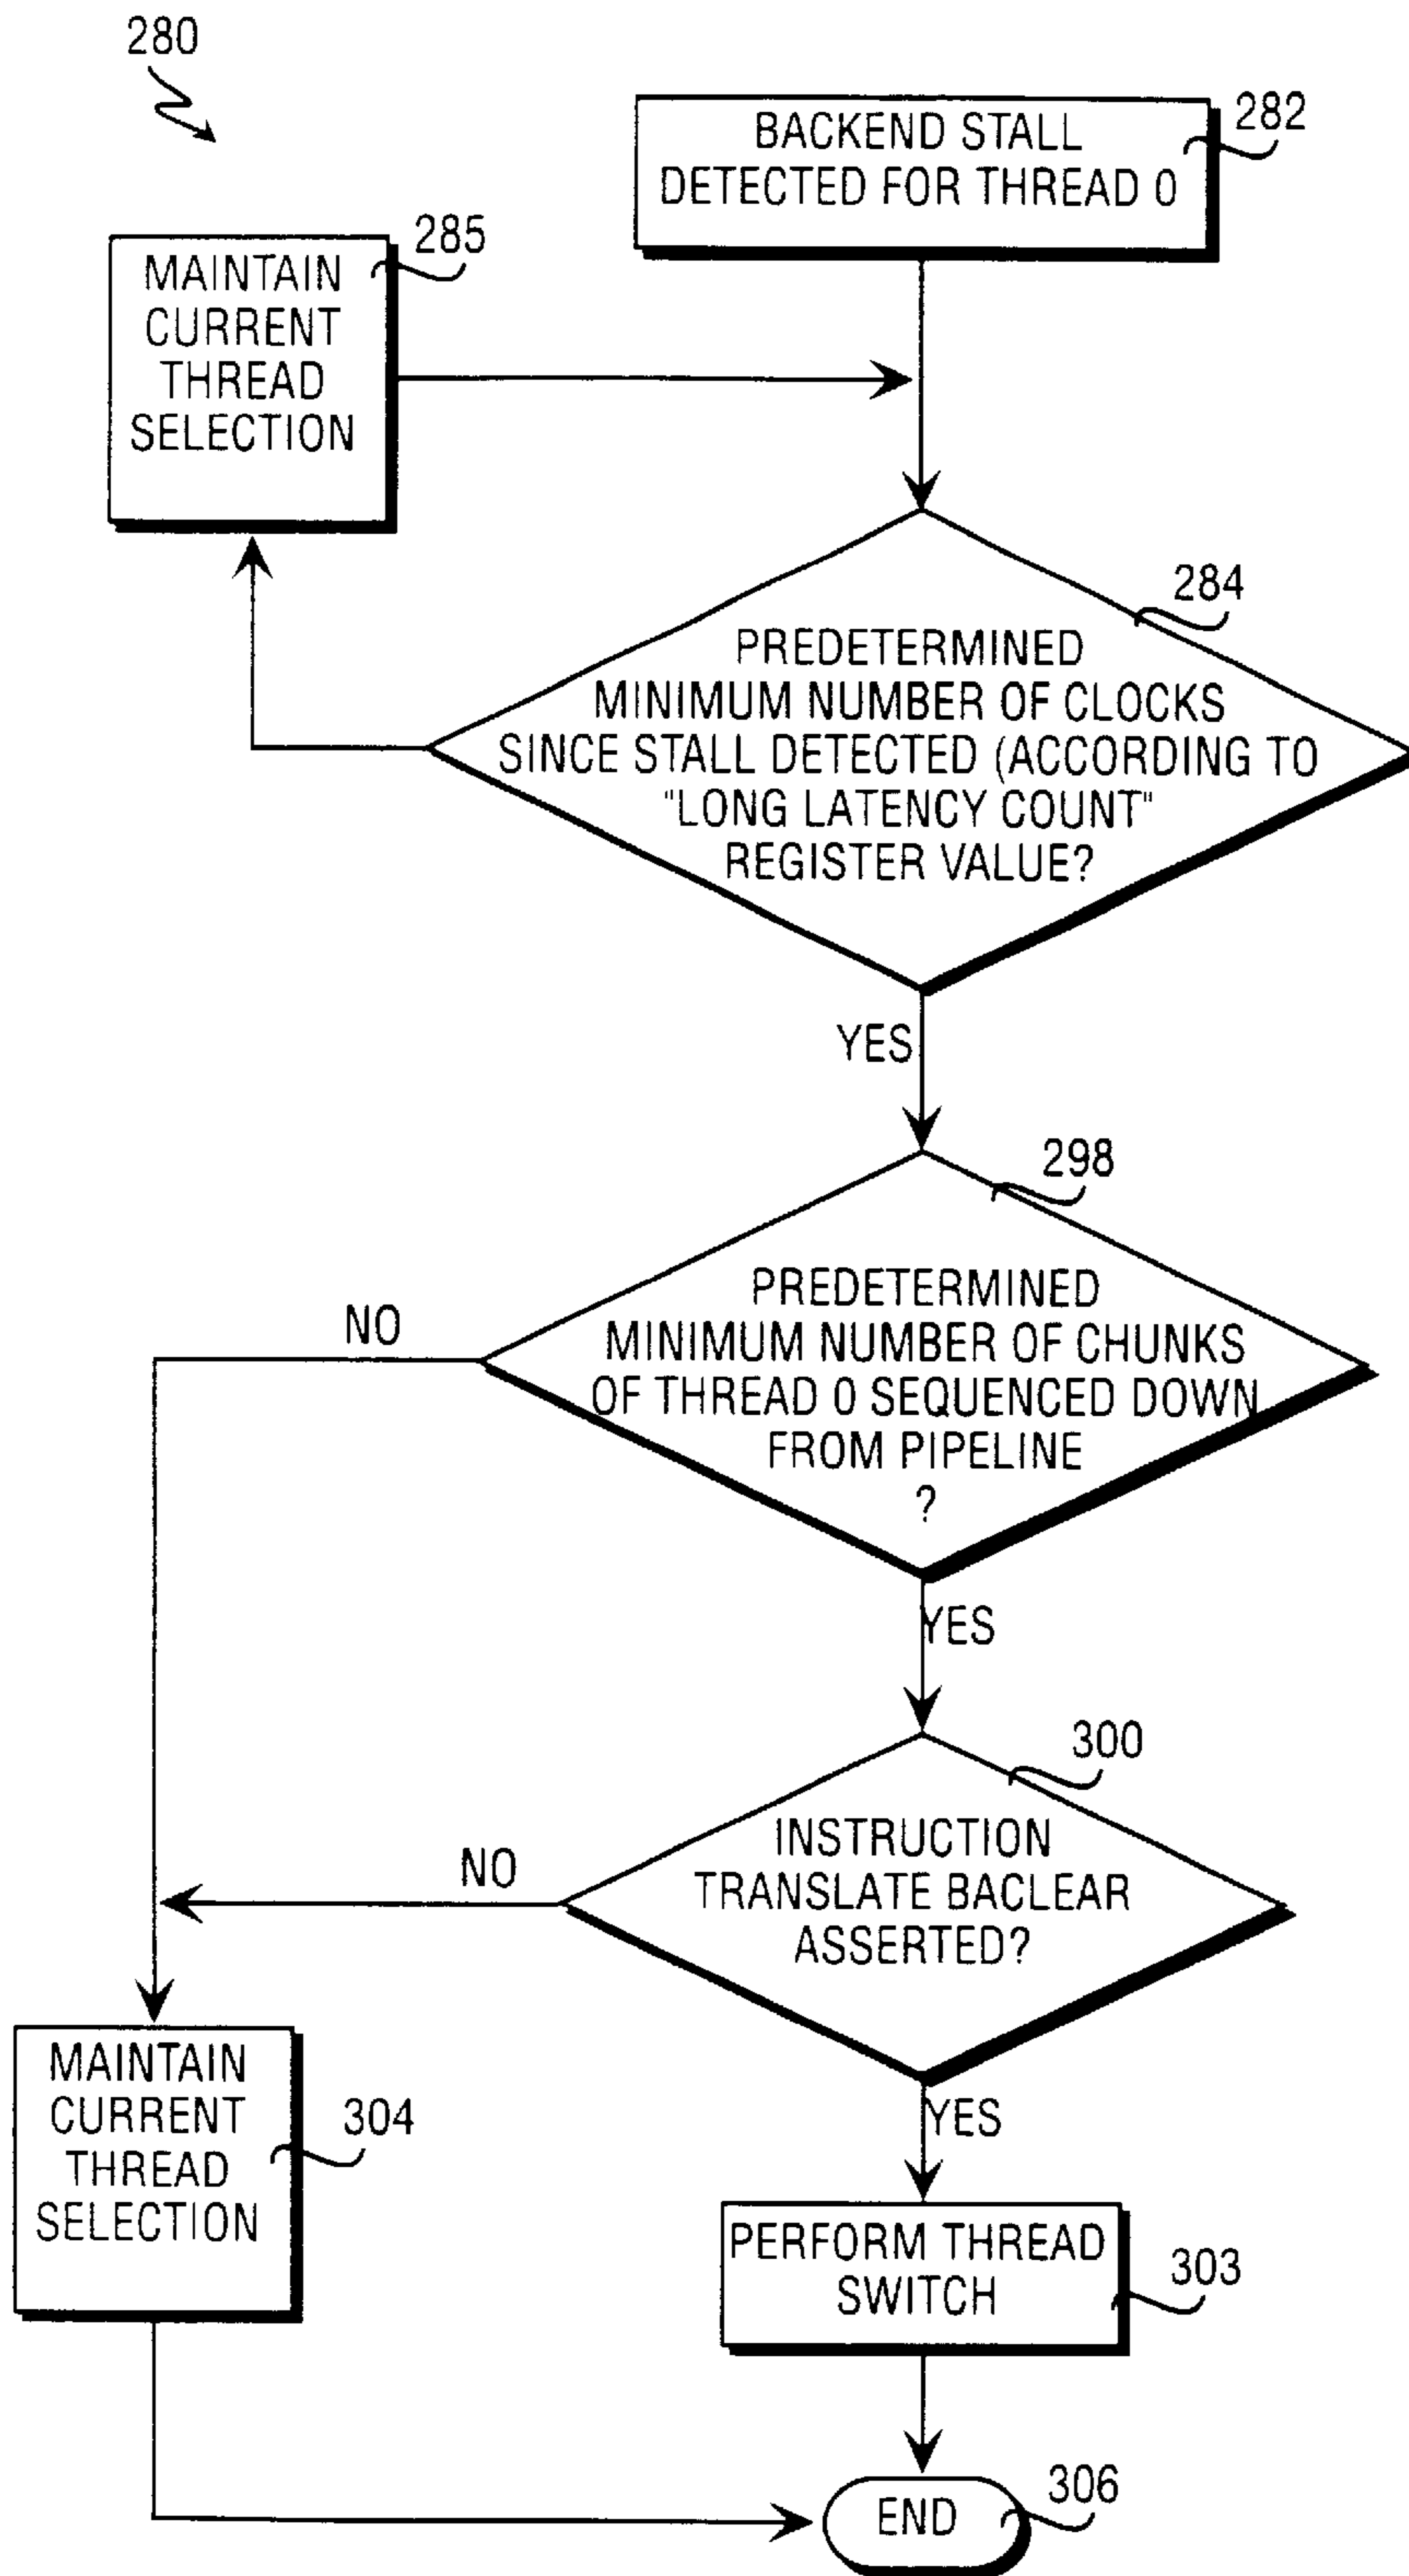 280
BACKEND STALL
DETECTED FOR THREAD 0
282
MAINTAIN
CURRENT
THREAD
SELECTION
285
PREDETERMINED
MINIMUM NUMBER OF CLOCKS
SINCE STALL DETECTED (ACCORDING TO
"LONG LATENCY COUNT"
REGISTER VALUE?
284
YES
298
PREDETERMINED
MINIMUM NUMBER OF CHUNKS
OF THREAD 0 SEQUENCED DOWN
FROM PIPELINE
?
NO
YES
300
INSTRUCTION
TRANSLATE BACLEAR
ASSERTED?
NO
YES
MAINTAIN
CURRENT
THREAD
SELECTION
304
PERFORM THREAD
SWITCH
303
END
306